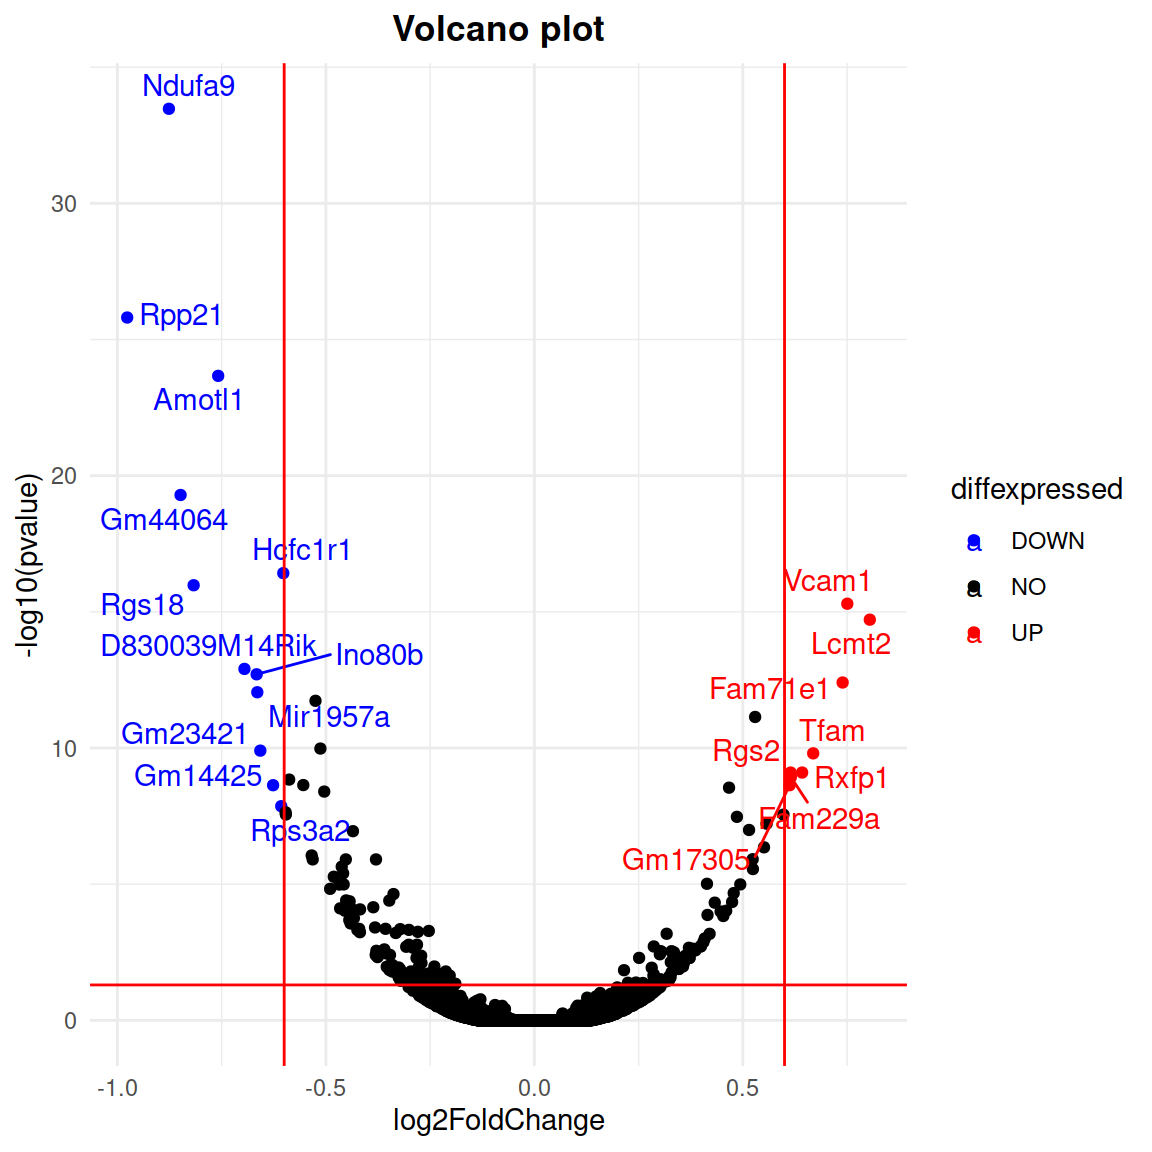 Volcano plot
Ndufa9
30
Rpp21
Amotl1
20
Gm44064
Hcfc1r1
Rgs18
Vcam1
D830039M14Rik
Ino80b
Lcmt2
Fam71e1
Mir1957a
Gm23421
Tfam
10
Rgs2
Gm14425
Rxfp1
Rps3a2
Fam229a
Gm17305
0
-1.0 -0.5 0.0 0.5
log2FoldChange
-log10(pvalue)
diffexpressed
a DOWN
a NO
a UP